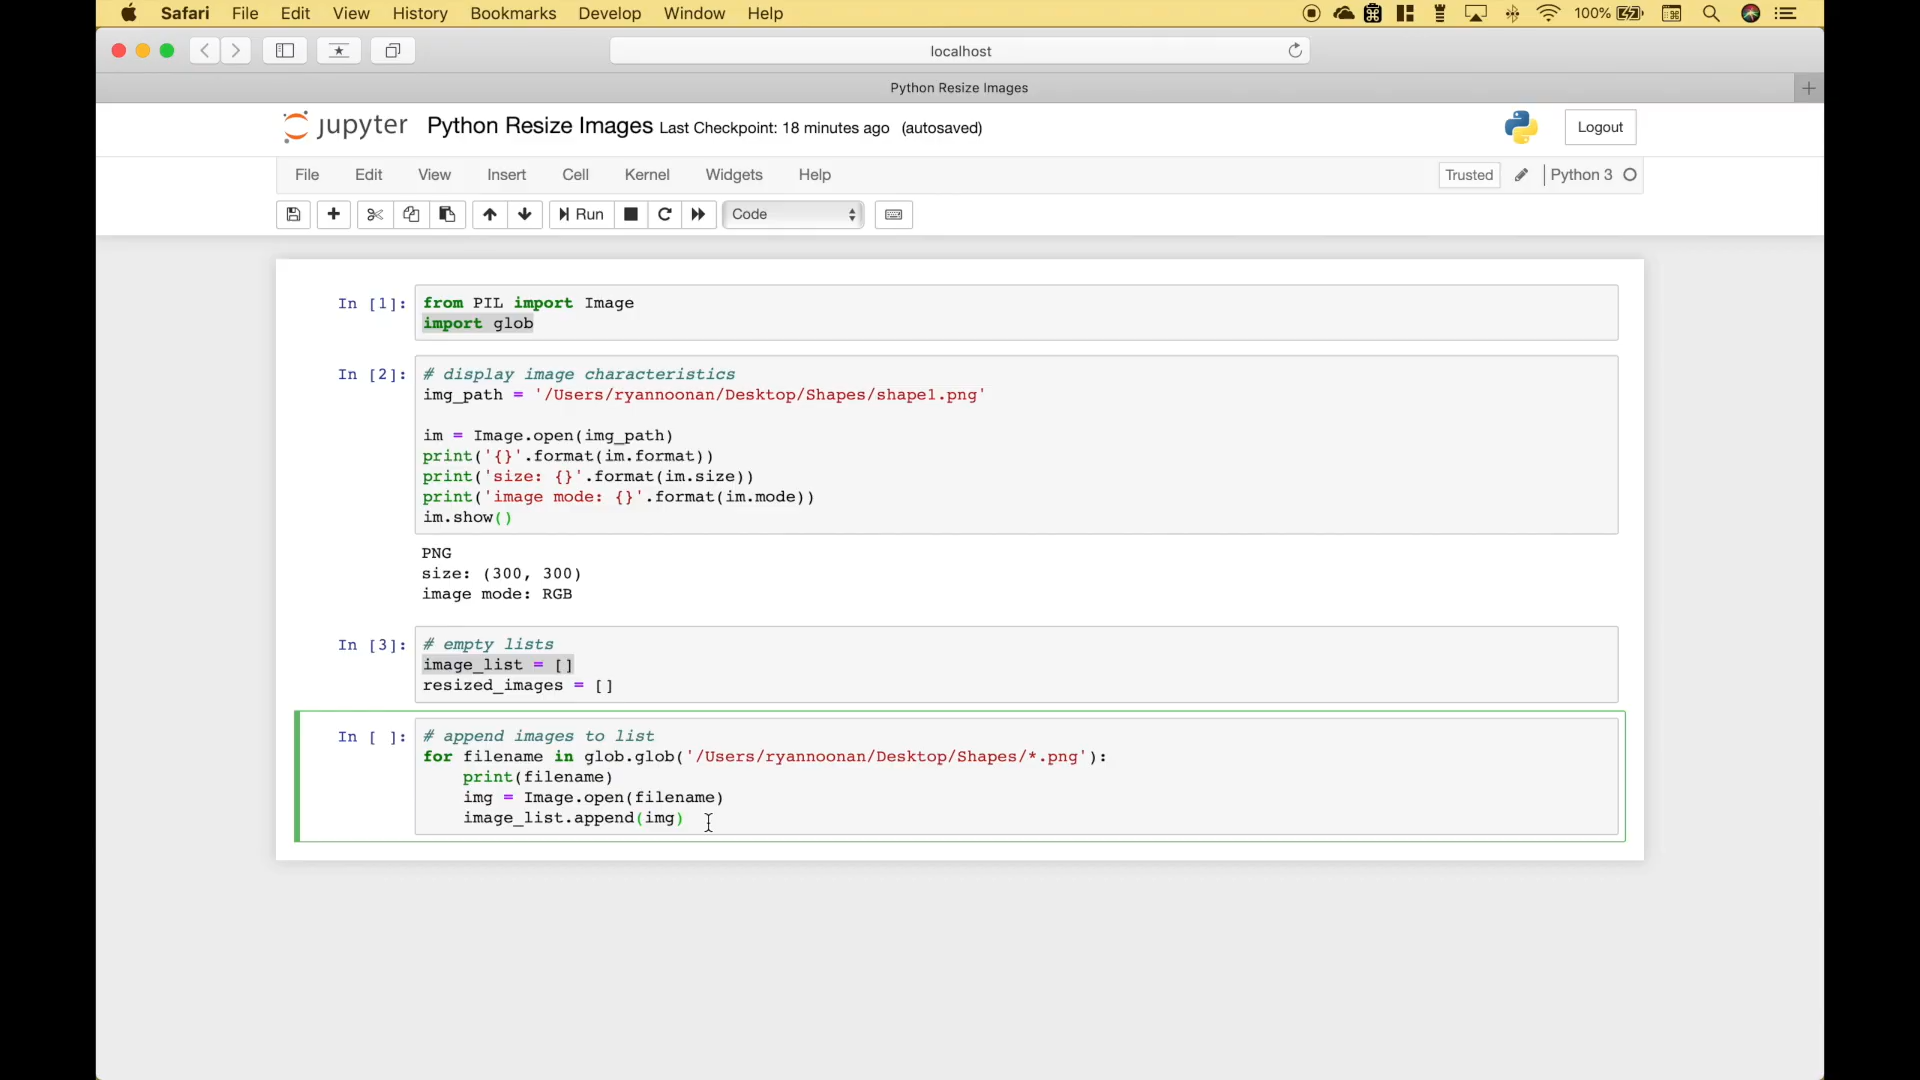 Safari File Edit View History Bookmarks Develop Window Help 100%
localhost
Python Resize Images
jupyter Python Resize Images Last Checkpoint: 18 minutes ago (autosaved) Logout
File Edit View Insert Cell Kernel Widgets Help Trusted Python 3
Run Code
In [1]: from PIL import Image
import glob
In [2]: # display image characteristics
img_path = '/Users/ryannoonan/Desktop/Shapes/shape1.png'
im = Image.open(img_path)
print('{}'.format(im.format))
print('size: {}'.format(im.size))
print('image mode: {}'.format(im.mode))
im.show()
PNG
size: (300, 300)
image mode: RGB
In [3]: # empty lists
image_list = []
resized_images = []
In [ ]: # append images to list
for filename in glob.glob('/Users/ryannoonan/Desktop/Shapes/*.png'):
    print(filename)
    img = Image.open(filename)
    image_list.append(img)